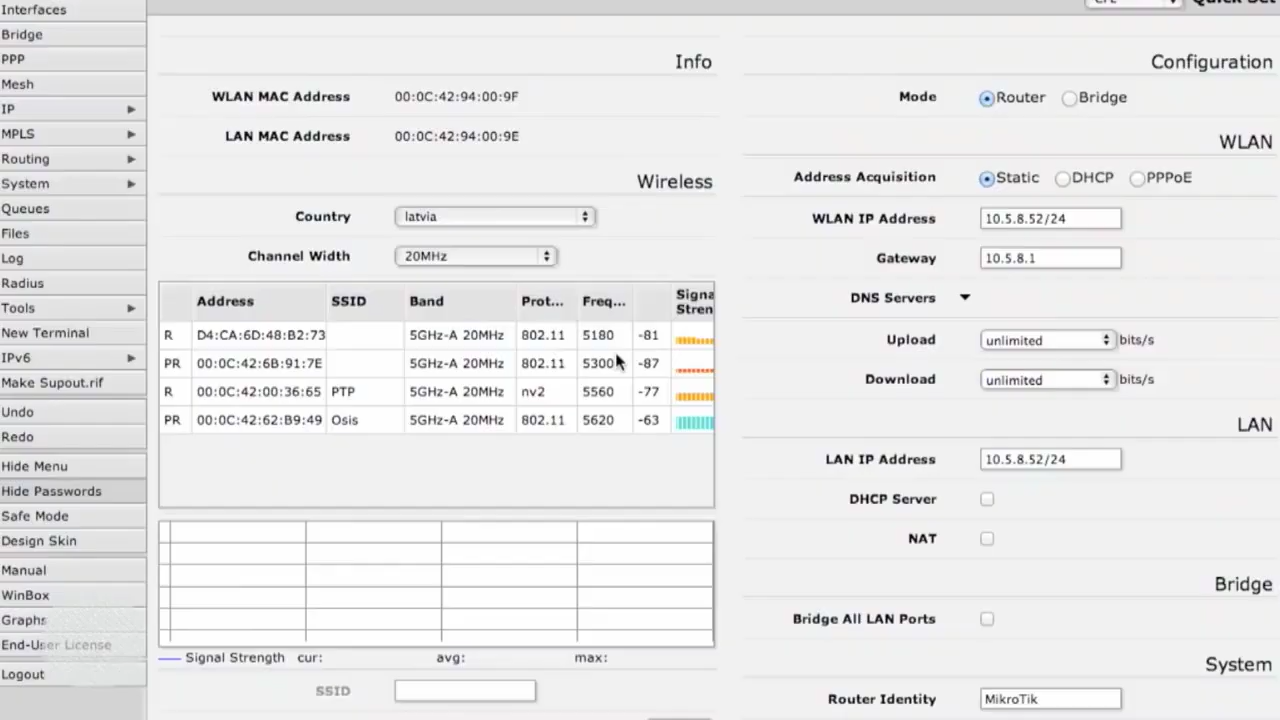 CPE
Quick Set
Interfaces
Bridge
PPP
Mesh
IP
MPLS
Routing
System
Queues
Files
Log
Radius
Tools
New Terminal
IPv6
Make Supout.rif
Undo
Redo
Hide Menu
Hide Passwords
Safe Mode
Design Skin
Manual
WinBox
Graphs
End-User License
Logout
Info
WLAN MAC Address 00:0C:42:94:00:9F
LAN MAC Address 00:0C:42:94:00:9E
Wireless
Country latvia
Channel Width 20MHz
Address SSID Band Prot... Freq... Signa
Stren
R D4:CA:6D:48:B2:73 5GHz-A 20MHz 802.11 5180 -81
PR 00:0C:42:6B:91:7E 5GHz-A 20MHz 802.11 5300 -87
R 00:0C:42:00:36:65 PTP 5GHz-A 20MHz nv2 5560 -77
PR 00:0C:42:62:B9:49 Osis 5GHz-A 20MHz 802.11 5620 -63
Signal Strength cur: avg: max:
SSID
Configuration
Mode Router Bridge
WLAN
Address Acquisition Static DHCP PPPoE
WLAN IP Address 10.5.8.52/24
Gateway 10.5.8.1
DNS Servers
Upload unlimited bits/s
Download unlimited bits/s
LAN
LAN IP Address 10.5.8.52/24
DHCP Server
NAT
Bridge
Bridge All LAN Ports
System
Router Identity MikroTik